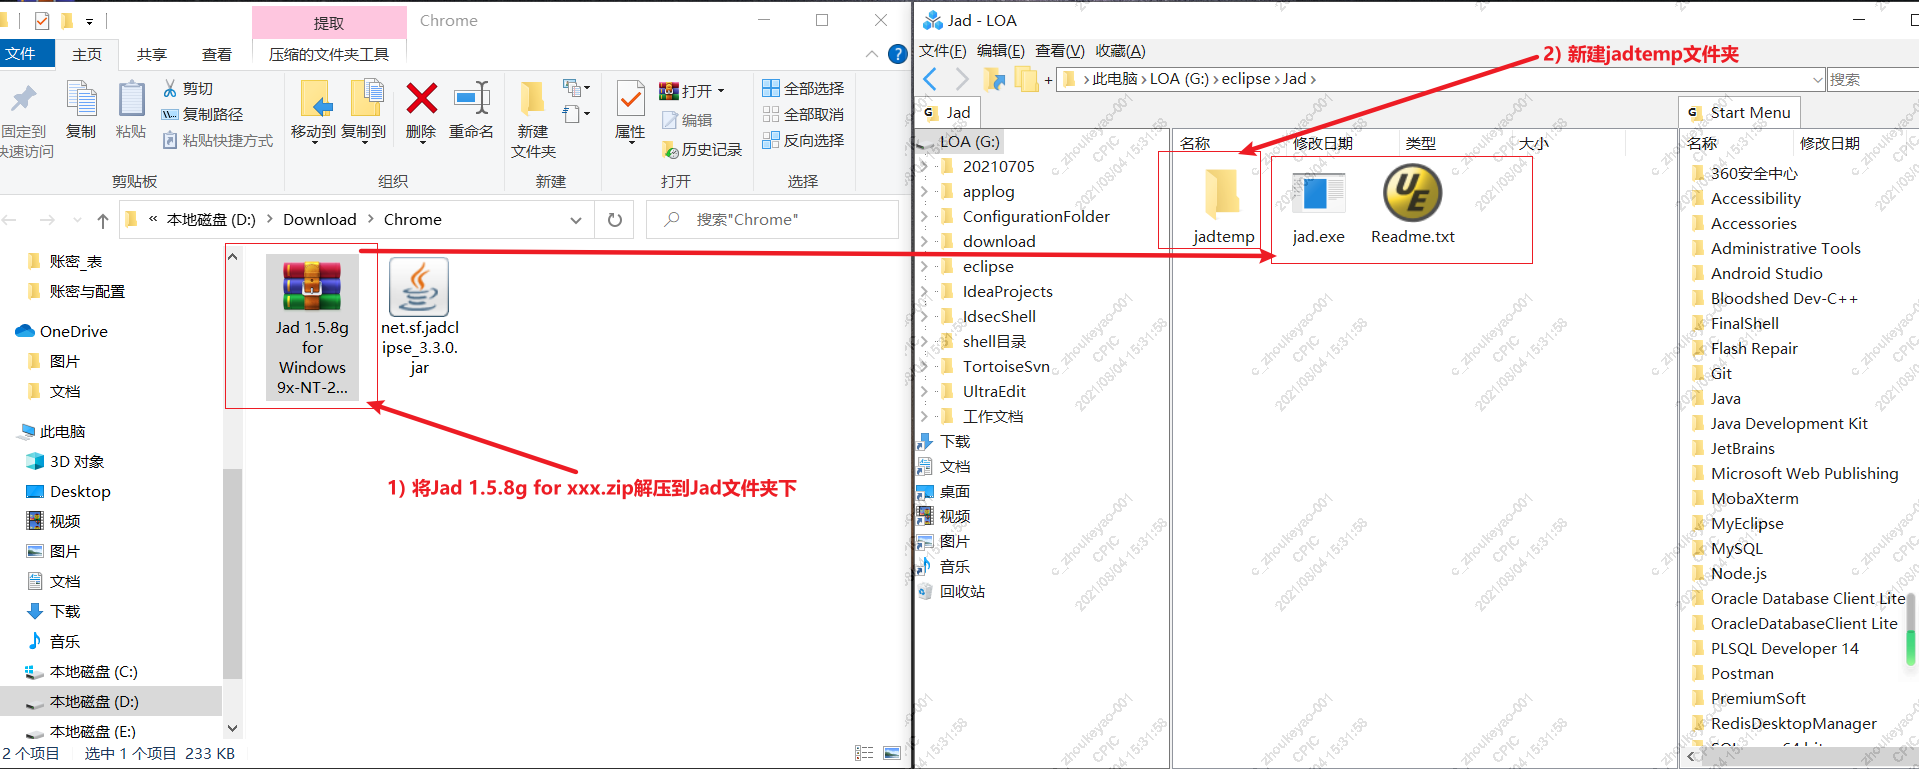 提取
Chrome
文件
主页
共享
查看
压缩的文件夹工具
固定到
快速访问
复制
粘贴
剪切
复制路径
粘贴快捷方式
剪贴板
移动到
复制到
删除
重命名
组织
新建
文件夹
新建
属性
打开
编辑
历史记录
打开
全部选择
全部取消
反向选择
选择
« 本地磁盘 (D:) › Download › Chrome
搜索"Chrome"
账密_表
账密与配置
OneDrive
图片
文档
此电脑
3D 对象
Desktop
视频
图片
文档
下载
音乐
本地磁盘 (C:)
本地磁盘 (D:)
本地磁盘 (E:)
Jad 1.5.8g
for
Windows
9x-NT-2...
net.sf.jadcl
ipse_3.3.0.
jar
1) 将Jad 1.5.8g for xxx.zip解压到Jad文件夹下
2 个项目
选中 1 个项目 233 KB
Jad - LOA
文件(F) 编辑(E) 查看(V) 收藏(A)
2) 新建jadtemp文件夹
› 此电脑 › LOA (G:) › eclipse › Jad ›
搜索
Jad
LOA (G:)
20210705
applog
ConfigurationFolder
download
eclipse
IdeaProjects
IdsecShell
shell目录
TortoiseSvn
UltraEdit
工作文档
下载
文档
桌面
视频
图片
音乐
回收站
名称
修改日期
类型
大小
jadtemp
jad.exe
Readme.txt
Start Menu
名称
修改日期
360安全中心
Accessibility
Accessories
Administrative Tools
Android Studio
Bloodshed Dev-C++
FinalShell
Flash Repair
Git
Java
Java Development Kit
JetBrains
Microsoft Web Publishing
MobaXterm
MyEclipse
MySQL
Node.js
Oracle Database Client Lite
OracleDatabaseClient Lite
PLSQL Developer 14
Postman
PremiumSoft
RedisDesktopManager
c_zhoukeyao-001
CPIC
2021/08/04 15:31:58